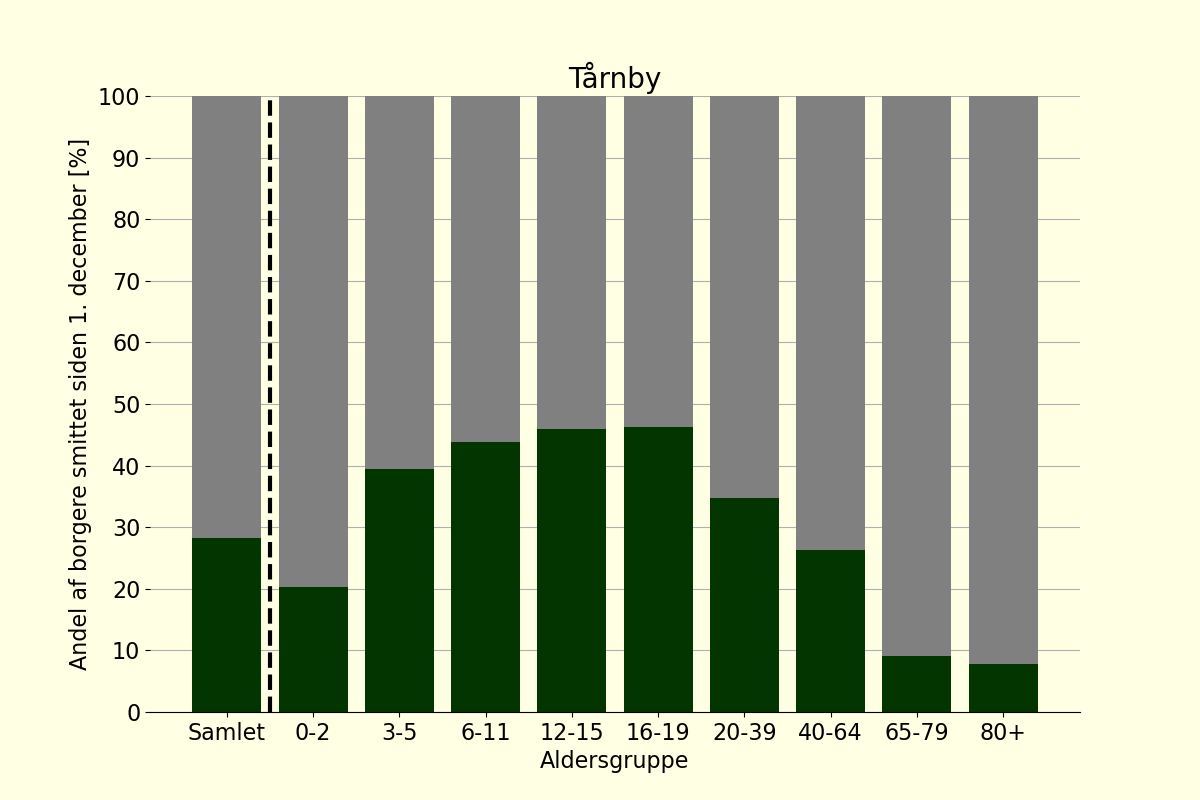 Tårnby
Andel af borgere smittet siden 1. december [%]
100
90
80
70
60
50
40
30
20
10
0
Samlet 0-2 3-5 6-11 12-15 16-19 20-39 40-64 65-79 80+
Aldersgruppe